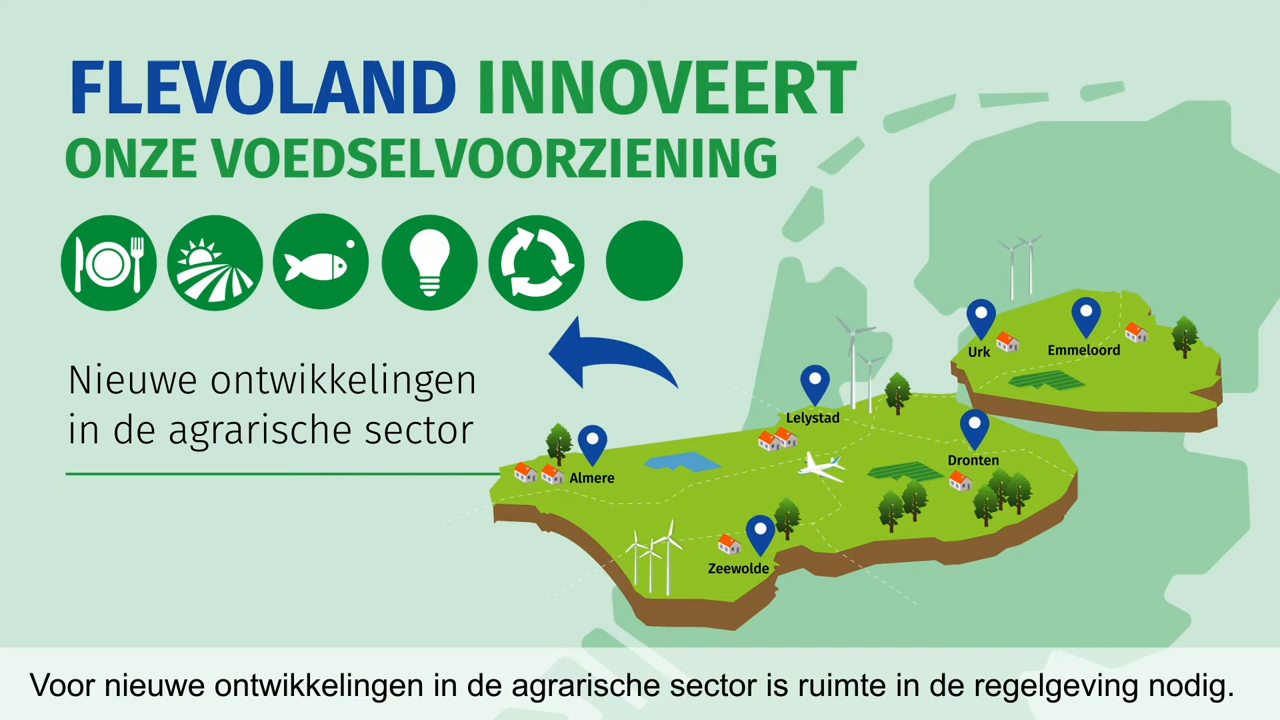 FLEVOLAND INNOVEERT
ONZE VOEDSELVOORZIENING
Nieuwe ontwikkelingen
in de agrarische sector
Urk
Emmeloord
Lelystad
Dronten
Almere
Zeewolde
Voor nieuwe ontwikkelingen in de agrarische sector is ruimte in de regelgeving nodig.